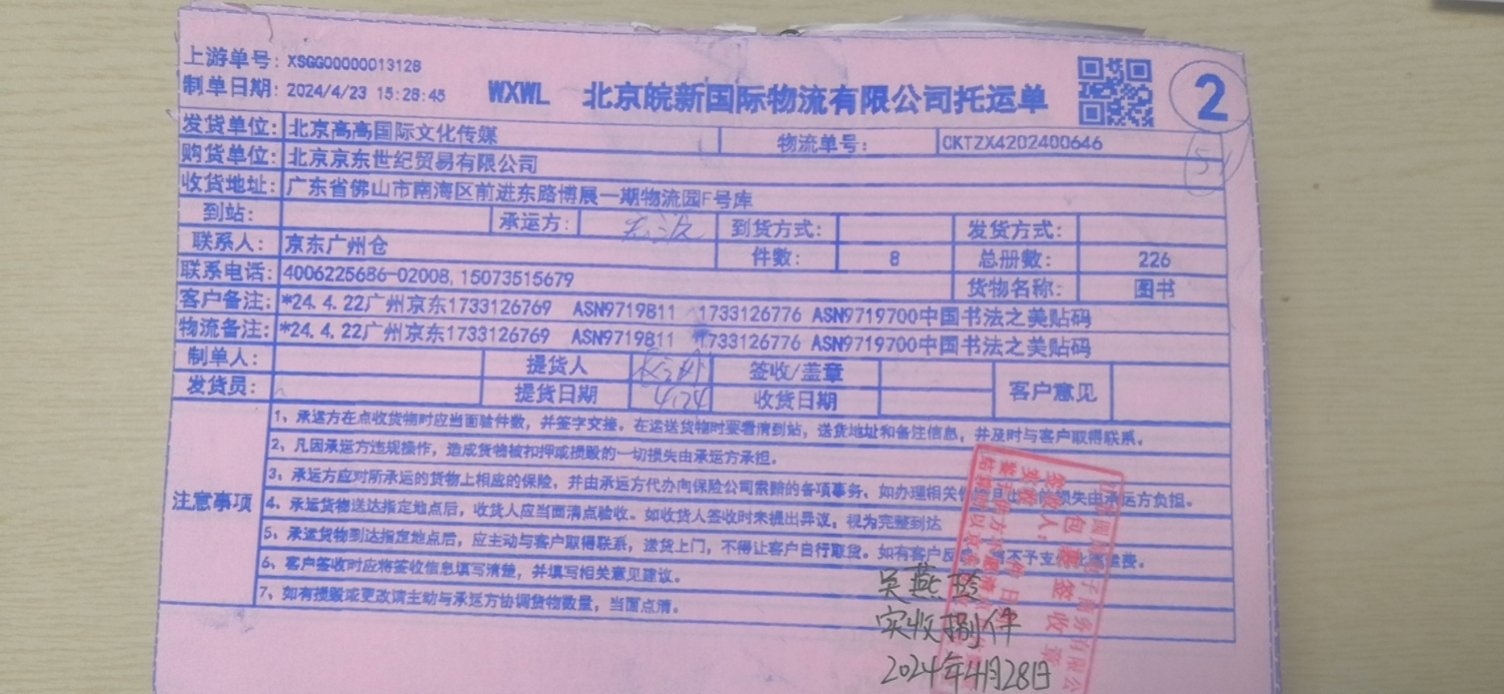 上游单号: XSGG00000013128
制单日期: 2024/4/23 15:28:45
WXWL 北京皖新国际物流有限公司托运单
2
发货单位: 北京高高国际文化传媒 物流单号: CKTZX4202400646
购货单位: 北京京东世纪贸易有限公司
收货地址: 广东省佛山市南海区前进东路博展一期物流园F号库
到站: 承运方: 到货方式: 发货方式:
联系人: 京东广州仓 件数: 8 总册数: 226
联系电话: 4006225686-02008, 15073515679 货物名称: 图书
客户备注: *24.4.22广州京东1733126769 ASN9719811 1733126776 ASN9719700中国书法之美贴码
物流备注: *24.4.22广州京东1733126769 ASN9719811 1733126776 ASN9719700中国书法之美贴码
制单人: 提货人 签收/盖章 客户意见
发货员: 提货日期 4.24 收货日期
注意事项
1、承运方在点收货物时应当面验件数，并签字交接。在运送货物时要看清到站，送货地址和备注信息，并及时与客户取得联系。
2、凡因承运方违规操作，造成货物被扣押或损毁的一切损失由承运方承担。
3、承运方应对所承运的货物上相应的保险，并由承运方代办向保险公司索赔的各项事务，如办理相关 损失由承运方负担。
4、承运货物送达指定地点后，收货人应当面清点验收。如收货人签收时未提出异议，视为完整到达
5、承运货物到达指定地点后，应主动与客户取得联系，送货上门，不得让客户自行取货。如有客户反 不予支 费。
6、客户签收时应将签收信息填写清楚，并填写相关意见建议。
7、如有损毁或更改请主动与承运方协调货物数量，当面点清。
吴燕玲
实收捌件
2024年4月28日